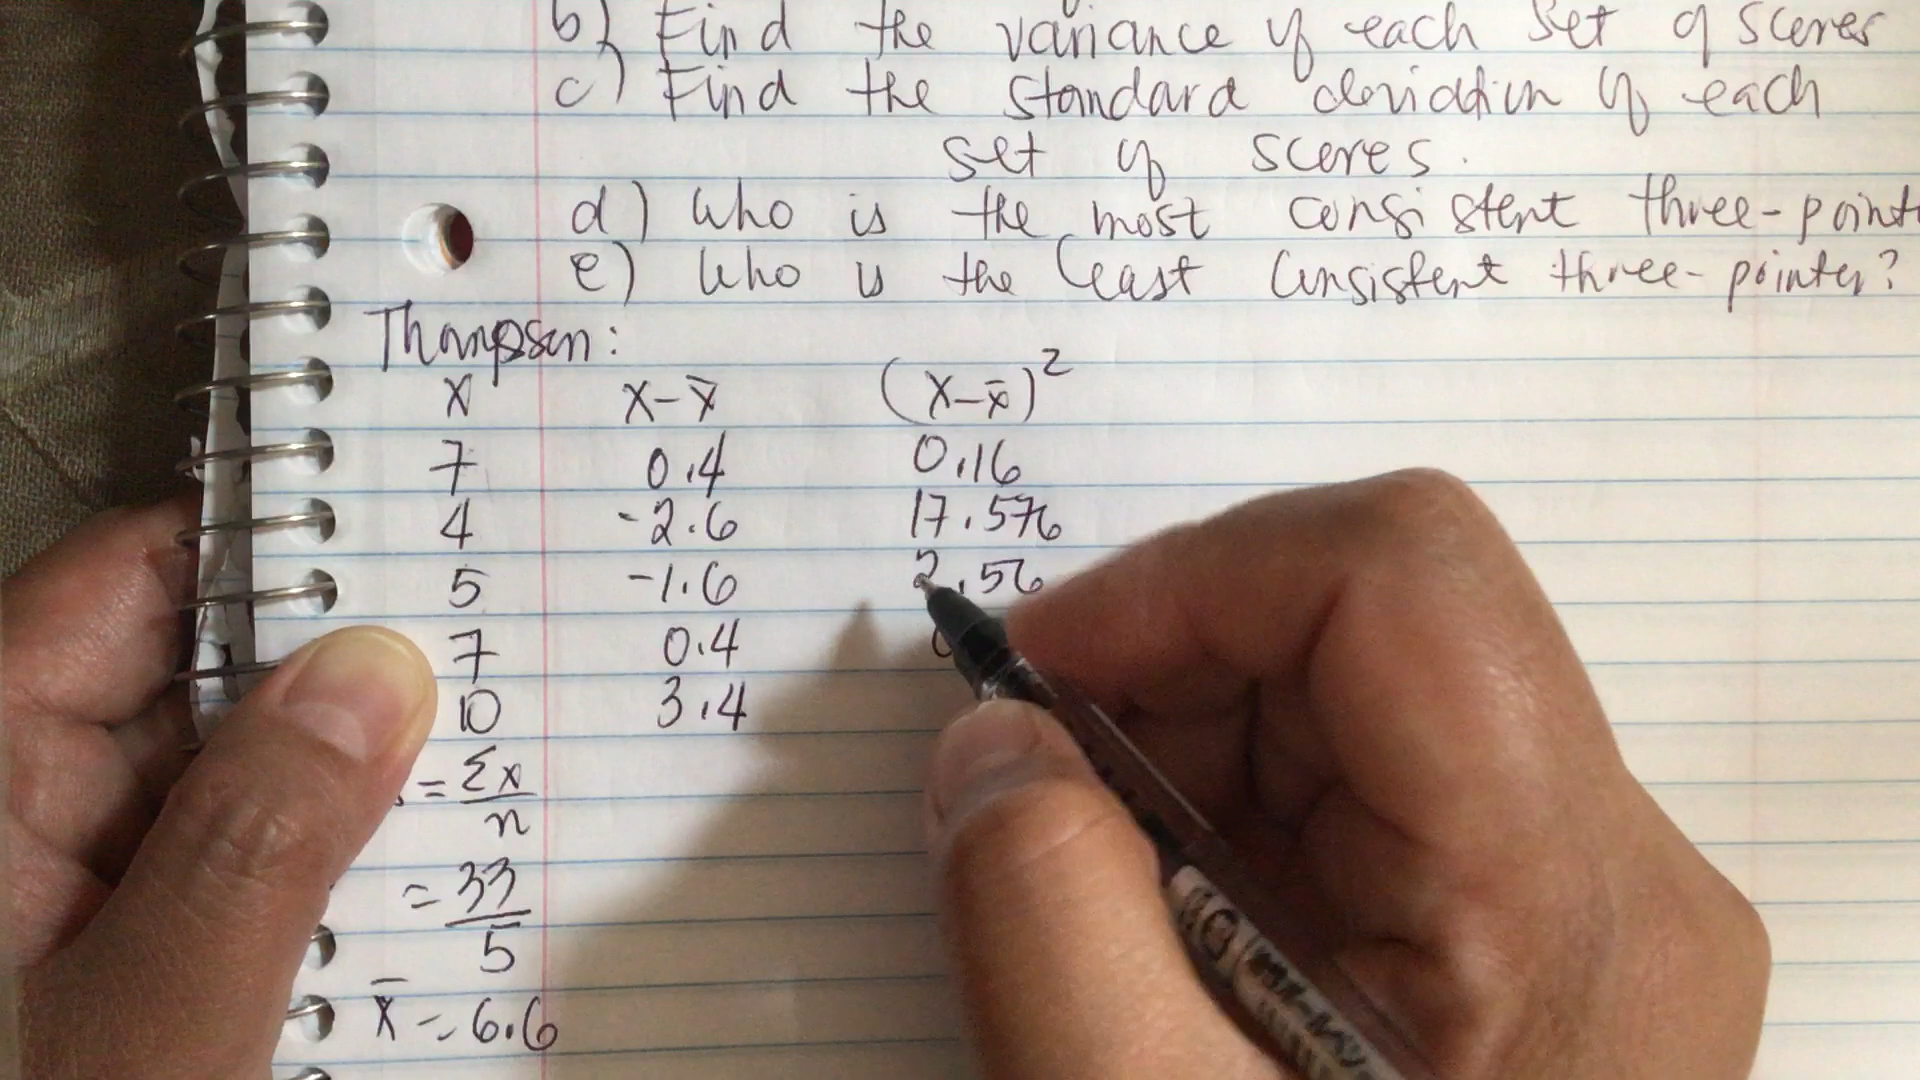 b) Find the variance of each set of scores
c) Find the standard deviation of each
set of scores.
d) Who is the most consistent three-point
e) Who is the least consistent three-pointer?
Thompson:
x x-x̄ (x-x̄)²
7 0.4 0.16
4 -2.6 17.576
5 -1.6 2.56
7 0.4 0
10 3.4
= Σx
n
= 33
5
x̄ = 6.6